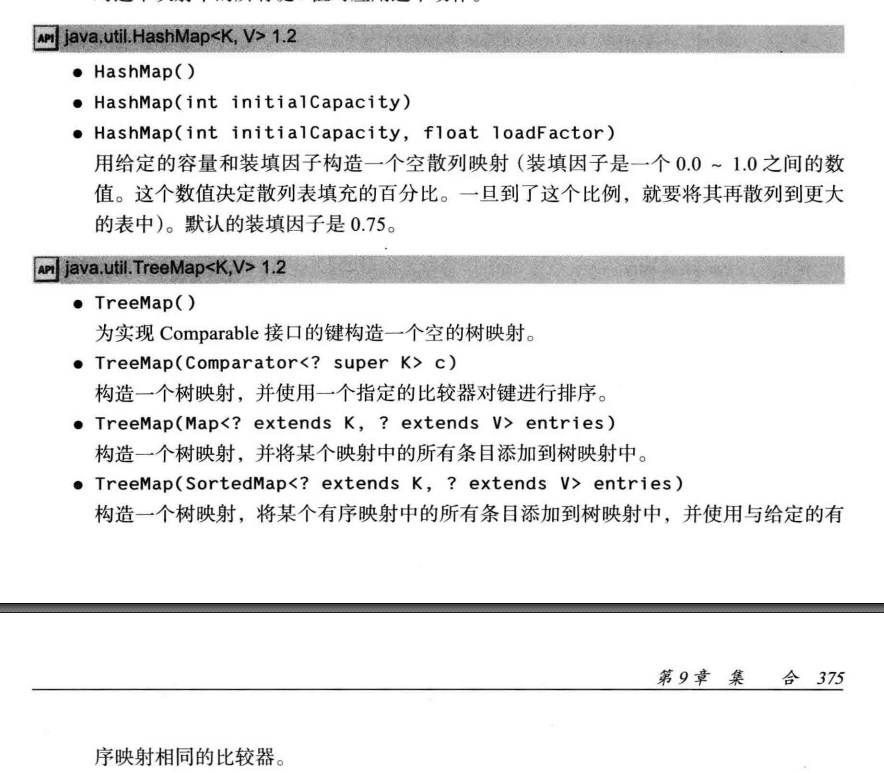 API java.util.HashMap<K, V> 1.2
● HashMap()
● HashMap(int initialCapacity)
● HashMap(int initialCapacity, float loadFactor)
用给定的容量和装填因子构造一个空散列映射（装填因子是一个 0.0 ~ 1.0 之间的数
值。这个数值决定散列表填充的百分比。一旦到了这个比例，就要将其再散列到更大
的表中）。默认的装填因子是 0.75。
API java.util.TreeMap<K,V> 1.2
● TreeMap()
为实现 Comparable 接口的键构造一个空的树映射。
● TreeMap(Comparator<? super K> c)
构造一个树映射，并使用一个指定的比较器对键进行排序。
● TreeMap(Map<? extends K, ? extends V> entries)
构造一个树映射，并将某个映射中的所有条目添加到树映射中。
● TreeMap(SortedMap<? extends K, ? extends V> entries)
构造一个树映射，将某个有序映射中的所有条目添加到树映射中，并使用与给定的有
第9章 集 合 375
序映射相同的比较器。